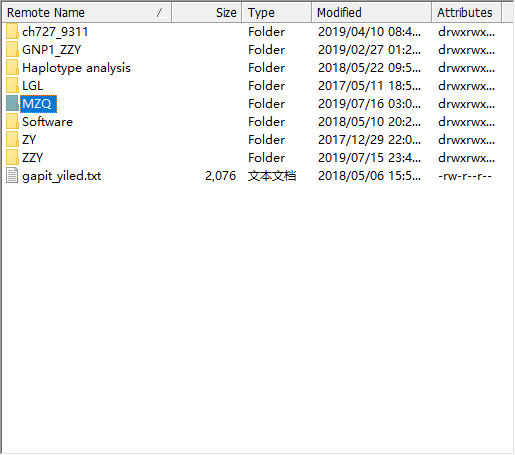 Remote Name Size Type Modified Attributes
ch727_9311 Folder 2019/04/10 08:4... drwxrwx...
GNP1_ZZY Folder 2019/02/27 01:2... drwxrwx...
Haplotype analysis Folder 2018/05/22 09:5... drwxrwx...
LGL Folder 2017/05/11 18:5... drwxrwx...
MZQ Folder 2019/07/16 03:0... drwxrwx...
Software Folder 2018/05/10 20:2... drwxrwx...
ZY Folder 2017/12/29 22:0... drwxrwx...
ZZY Folder 2019/07/15 23:4... drwxrwx...
gapit_yiled.txt 2,076 文本文档 2018/05/06 15:5... -rw-r--r--